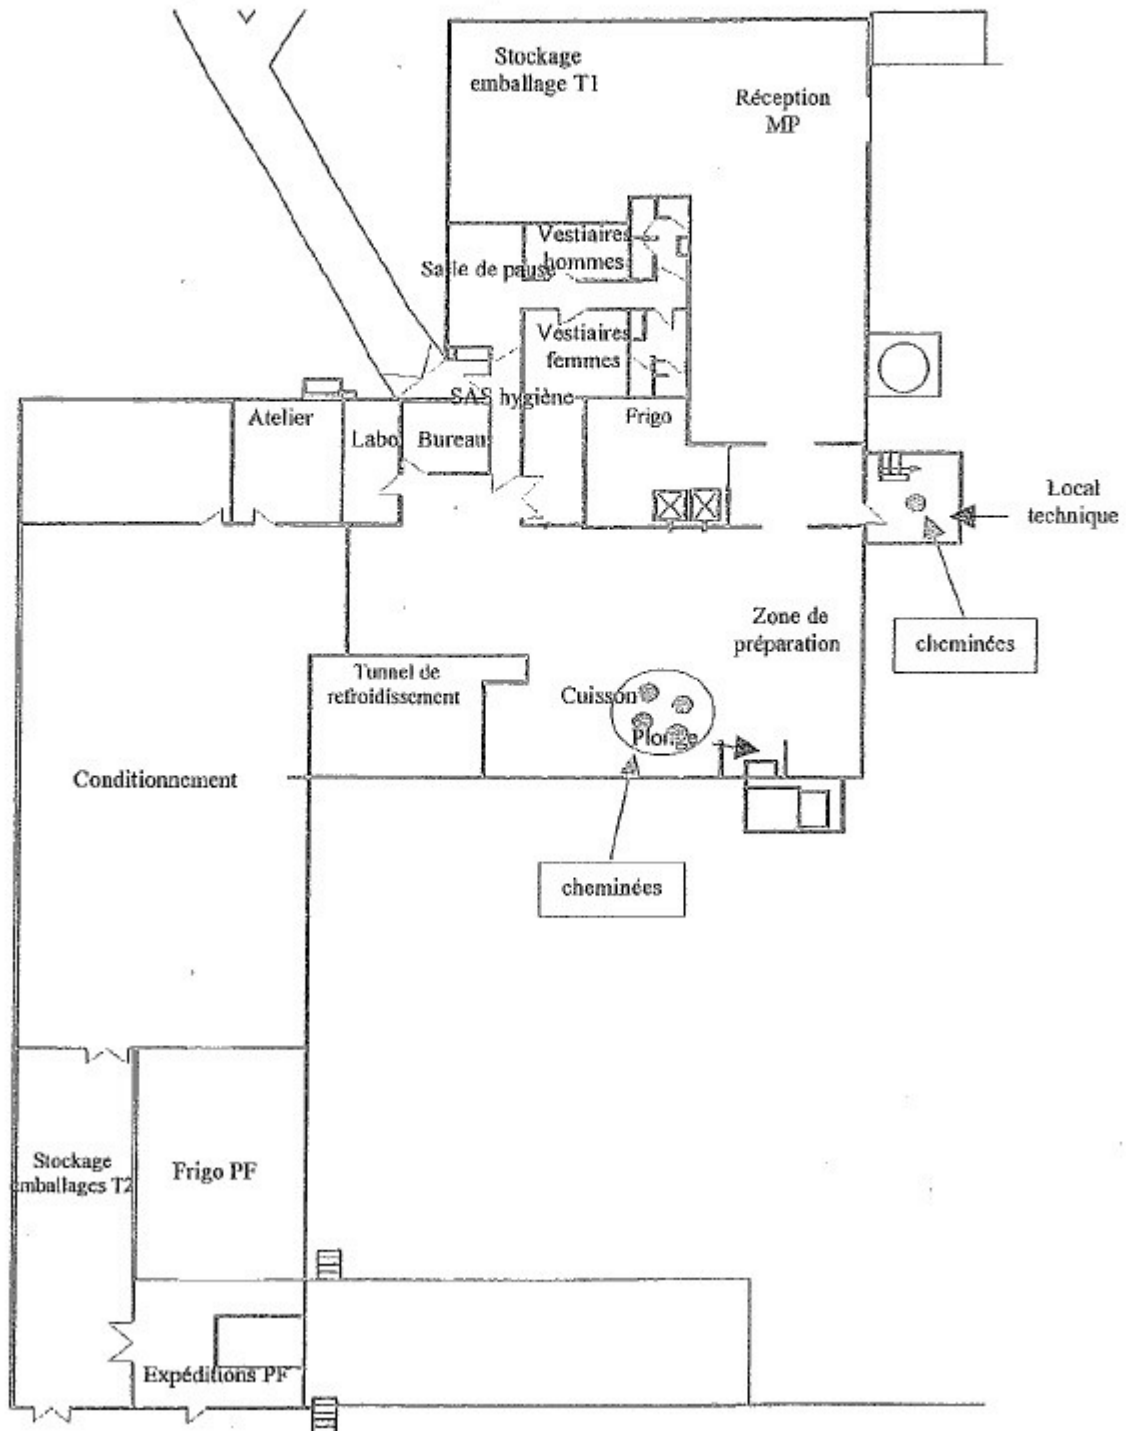 Stockage
emballage T1
Réception
MP
Vestiaires
hommes
Salle de pause
Vestiaires
femmes
SAS hygiène
Atelier
Labo
Bureau
Frigo
Local
technique
Zone de
préparation
cheminées
Tunnel de
refroidissement
Cuisson
Plonge
Conditionnement
cheminées
Stockage
emballages T2
Frigo PF
Expéditions PF